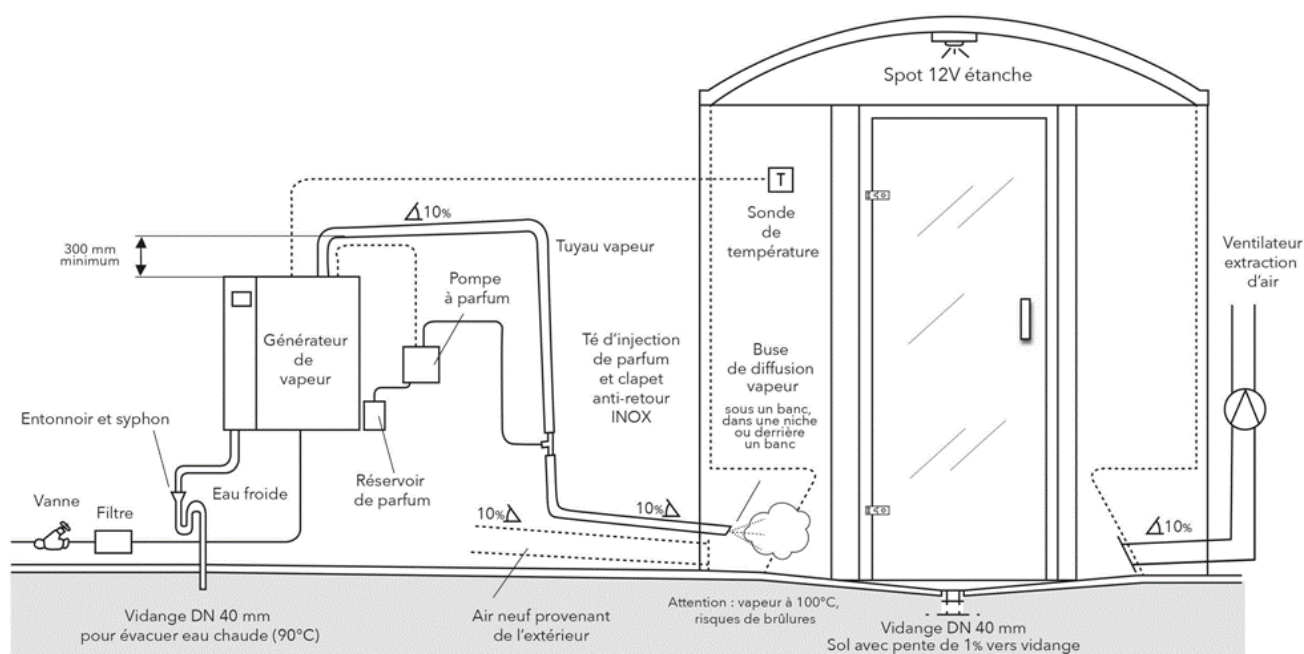 Spot 12V étanche
T
Sonde
de
température
10%
Tuyau vapeur
300 mm
minimum
Ventilateur
extraction
d'air
Pompe
à parfum
Générateur
de
vapeur
Té d'injection
de parfum
et clapet
anti-retour
INOX
Buse
de diffusion
vapeur
sous un banc,
dans une niche
ou derrière
un banc
Entonnoir et syphon
Réservoir
de parfum
Eau froide
Vanne
Filtre
10%
10%
10%
Vidange DN 40 mm
pour évacuer eau chaude (90°C)
Air neuf provenant
de l'extérieur
Attention : vapeur à 100°C,
risques de brûlures
Vidange DN 40 mm
Sol avec pente de 1% vers vidange